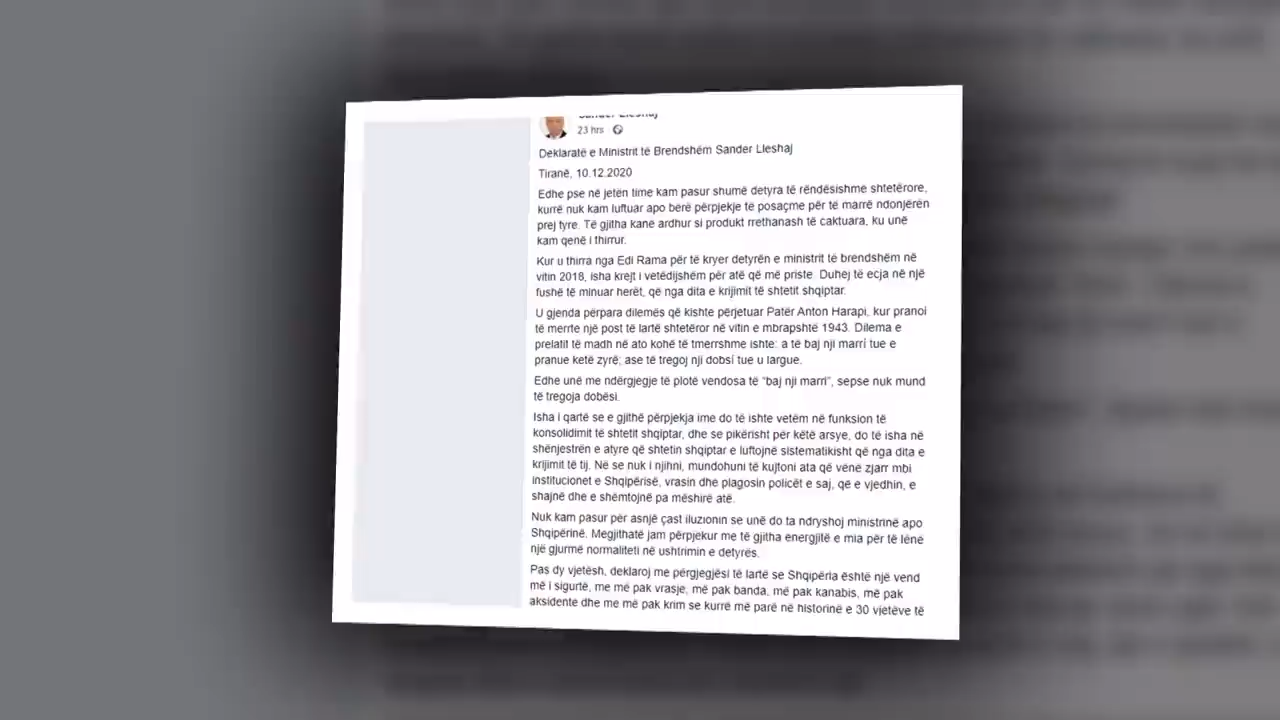 Sander Lleshaj
23 hrs
Deklaratë e Ministrit të Brendshëm Sander Lleshaj
Tiranë, 10.12.2020
Edhe pse në jetën time kam pasur shumë detyra të rëndësishme shtetërore,
kurrë nuk kam luftuar apo bërë përpjekje të posaçme për të marrë ndonjërën
prej tyre. Të gjitha kane ardhur si produkt rrethanash të caktuara, ku unë
kam qenë i thirrur.
Kur u thirra nga Edi Rama për të kryer detyrën e ministrit të brendshëm në
vitin 2018, isha krejt i vetëdijshëm për atë që më priste. Duhej të ecja në një
fushë të minuar herët, që nga dita e krijimit të shtetit shqiptar.
U gjenda përpara dilemës që kishte përjetuar Patër Anton Harapi, kur pranoi
të merrte një post të lartë shtetëror në vitin e mbrapshtë 1943. Dilema e
prelatit të madh në ato kohë të tmerrshme ishte: a të baj nji marrí tue e
pranue ketë zyrë; ase të tregoj nji dobsí tue u largue.
Edhe unë me ndërgjegje të plotë vendosa të “baj nji marrí”, sepse nuk mund
të tregoja dobësi.
Isha i qartë se e gjithë përpjekja ime do të ishte vetëm në funksion të
konsolidimit të shtetit shqiptar, dhe se pikërisht për këtë arsye, do të isha në
shënjestrën e atyre që shtetin shqiptar e luftojnë sistematikisht që nga dita e
krijimit të tij. Në se nuk i njihni, mundohuni të kujtoni ata që vënë zjarr mbi
institucionet e Shqipërisë, vrasin dhe plagosin policët e saj, që e vjedhin, e
shajnë dhe e shëmtojnë pa mëshirë atë.
Nuk kam pasur për asnjë çast iluzionin se unë do ta ndryshoj ministrinë apo
Shqipërinë. Megjithatë jam përpjekur me të gjitha energjitë e mia për të lënë
një gjurmë normaliteti në ushtrimin e detyrës.
Pas dy vjetësh, deklaroj me përgjegjësi të lartë se Shqipëria është një vend
më i sigurtë, me më pak vrasje, më pak banda, më pak kanabis, më pak
aksidente dhe me më pak krim se kurrë më parë në historinë e 30 vjetëve të